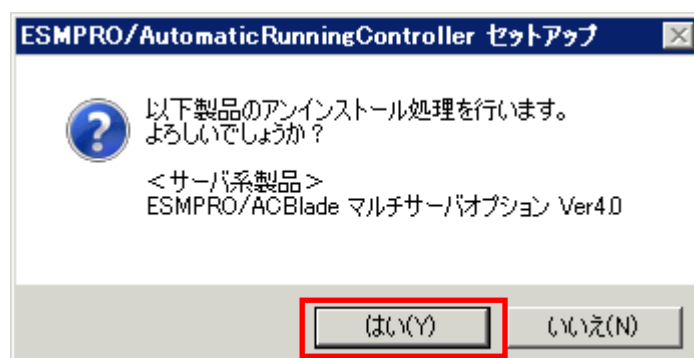 ESMPRO/AutomaticRunningController セットアップ
以下製品のアンインストール処理を行います。
よろしいでしょうか？
＜サーバ系製品＞
ESMPRO/ACBlade マルチサーバオプション Ver4.0
はい(Y)
いいえ(N)